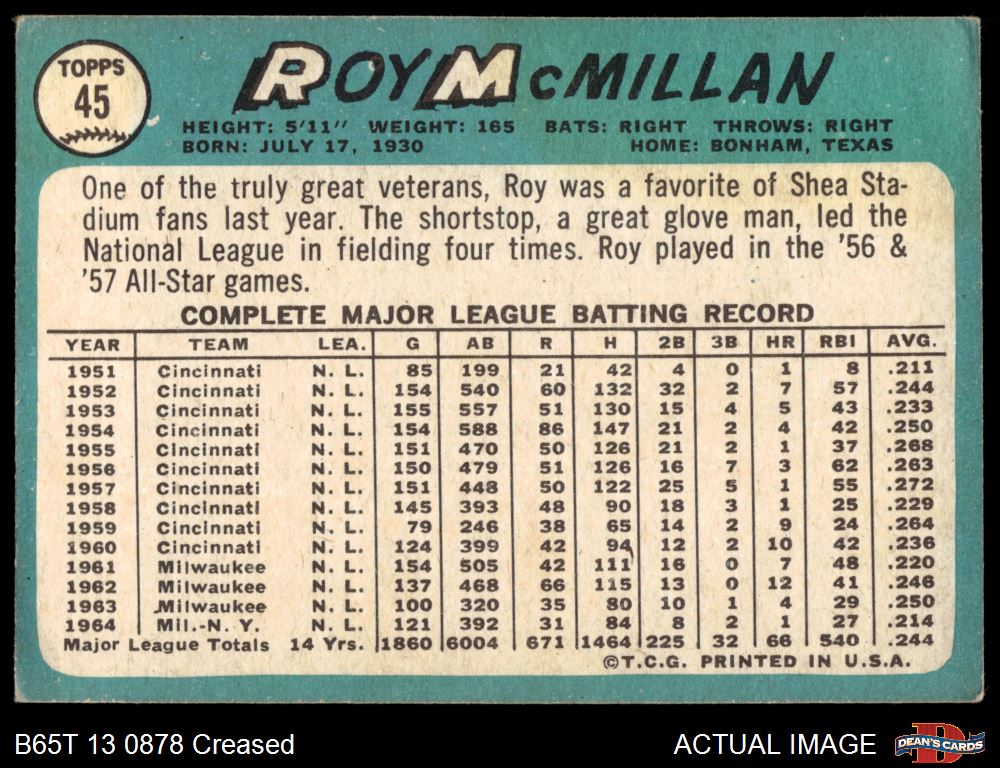 TOPPS
45
ROY McMILLAN
HEIGHT: 5'11" WEIGHT: 165 BATS: RIGHT THROWS: RIGHT
BORN: JULY 17, 1930 HOME: BONHAM, TEXAS
One of the truly great veterans, Roy was a favorite of Shea Sta-
dium fans last year. The shortstop, a great glove man, led the
National League in fielding four times. Roy played in the '56 &
'57 All-Star games.
COMPLETE MAJOR LEAGUE BATTING RECORD
YEAR TEAM LEA. G AB R H 2B 3B HR RBI AVG.
1951 Cincinnati N. L. 85 199 21 42 4 0 1 8 .211
1952 Cincinnati N. L. 154 540 60 132 32 2 7 57 .244
1953 Cincinnati N. L. 155 557 51 130 15 4 5 43 .233
1954 Cincinnati N. L. 154 588 86 147 21 2 4 42 .250
1955 Cincinnati N. L. 151 470 50 126 21 2 1 37 .268
1956 Cincinnati N. L. 150 479 51 126 16 7 3 62 .263
1957 Cincinnati N. L. 151 448 50 122 25 5 1 55 .272
1958 Cincinnati N. L. 145 393 48 90 18 3 1 25 .229
1959 Cincinnati N. L. 79 246 38 65 14 2 9 24 .264
1960 Cincinnati N. L. 124 399 42 94 12 2 10 42 .236
1961 Milwaukee N. L. 154 505 42 111 16 0 7 48 .220
1962 Milwaukee N. L. 137 468 66 115 13 0 12 41 .246
1963 Milwaukee N. L. 100 320 35 80 10 1 4 29 .250
1964 Mil.-N. Y. N. L. 121 392 31 84 8 2 1 27 .214
Major League Totals 14 Yrs. 1860 6004 671 1464 225 32 66 540 .244
©T.C.G. PRINTED IN U.S.A.
B65T 13 0878 Creased
ACTUAL IMAGE
DEAN'S CARDS